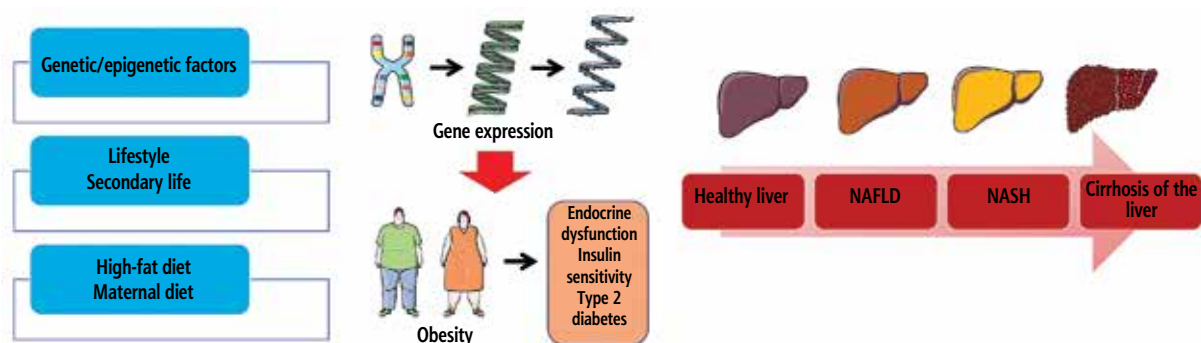 Genetic/epigenetic factors
Lifestyle
Secondary life
High-fat diet
Maternal diet
Gene expression
Obesity
Endocrine
dysfunction
Insulin
sensitivity
Type 2
diabetes
Healthy liver
NAFLD
NASH
Cirrhosis of the
liver